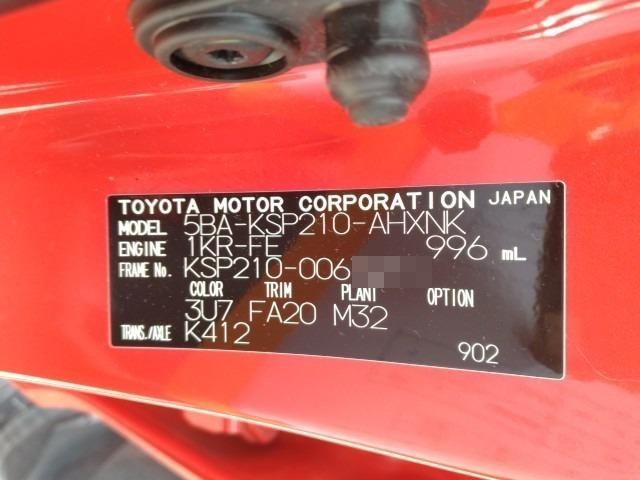 TOYOTA MOTOR CORPORATION JAPAN
MODEL 5BA-KSP210-AHXNK
ENGINE 1KR-FE 996 mL
FRAME No. KSP210-006
COLOR TRIM PLANT OPTION
3U7 FA20 M32
TRANS./AXLE K412
902